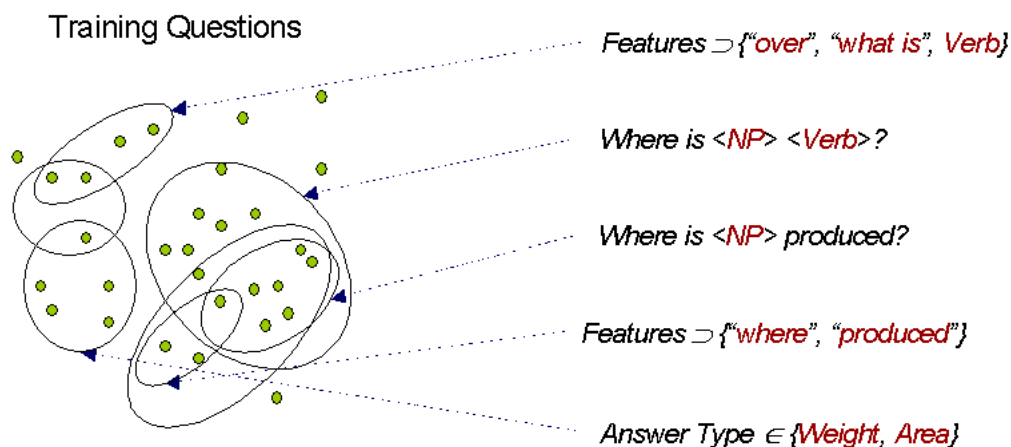 Training Questions
Features ⊃ {“over”, “what is”, Verb}
Where is <NP> <Verb>?
Where is <NP> produced?
Features ⊃ {“where”, “produced”}
Answer Type ∈ {Weight, Area}